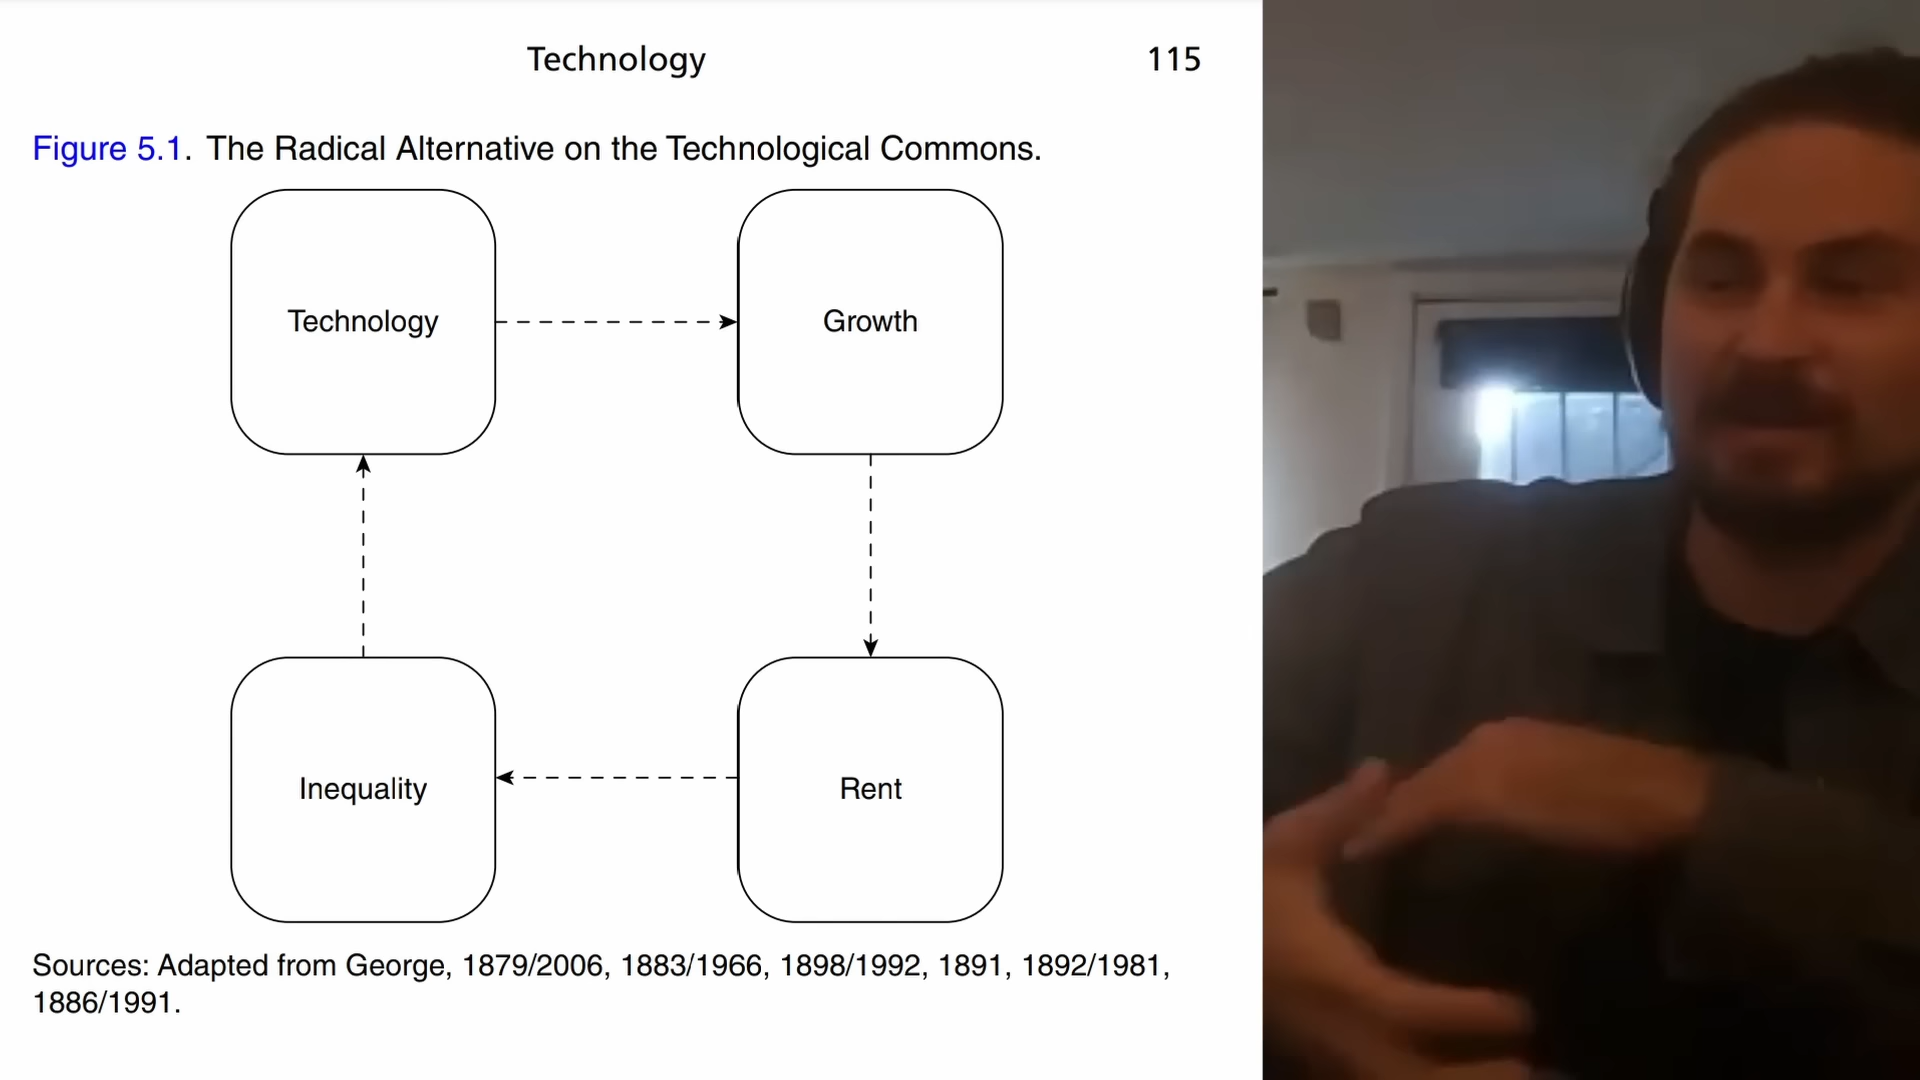 Technology 115
Figure 5.1. The Radical Alternative on the Technological Commons.
Technology
Growth
Inequality
Rent
Sources: Adapted from George, 1879/2006, 1883/1966, 1898/1992, 1891, 1892/1981,
1886/1991.